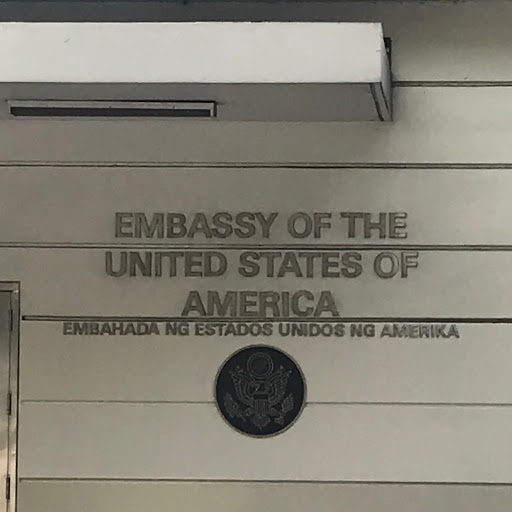 EMBASSY OF THE
UNITED STATES OF
AMERICA
EMBAHADA NG ESTADOS UNIDOS NG AMERIKA